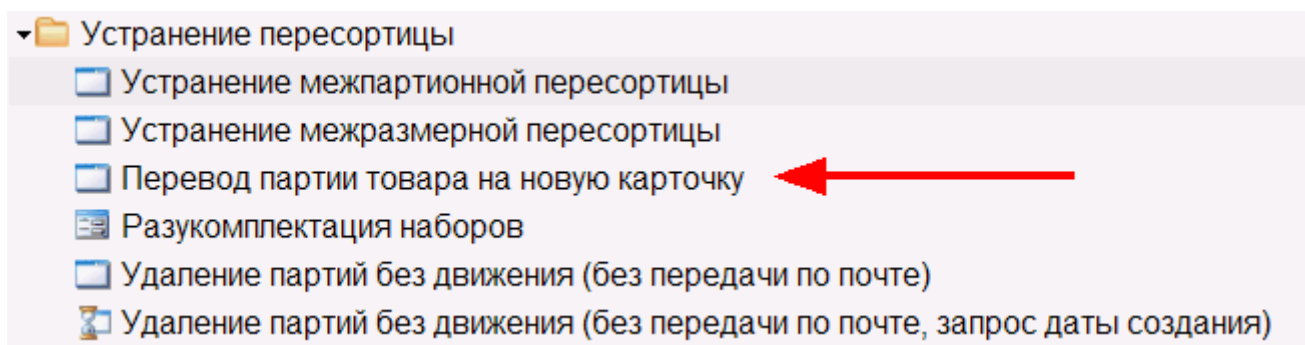 Устранение пересортицы
Устранение межпартионной пересортицы
Устранение межразмерной пересортицы
Перевод партии товара на новую карточку
Разукомплектация наборов
Удаление партий без движения (без передачи по почте)
Удаление партий без движения (без передачи по почте, запрос даты создания)